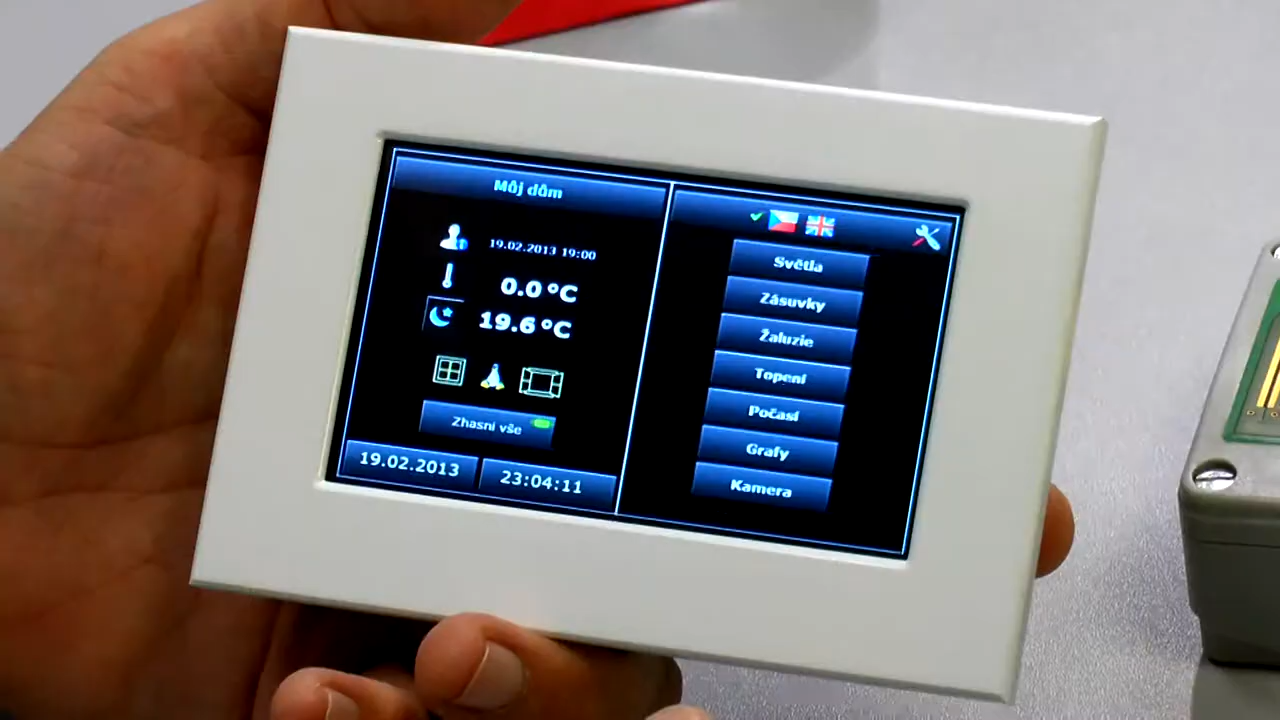 Můj dům
19.02.2013 19:00
0.0°C
19.6°C
Zhasni vše
19.02.2013
23:04:11
Světla
Zásuvky
Žaluzie
Topení
Počasí
Grafy
Kamera